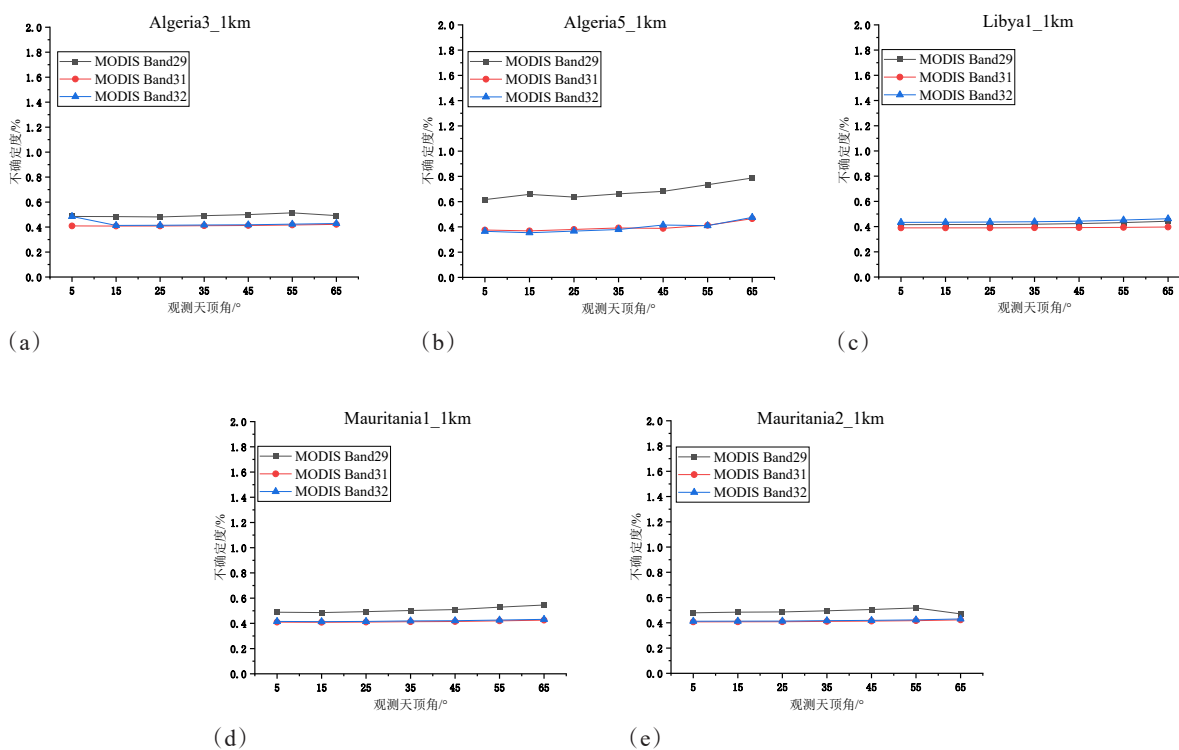 Algeria3_1km
2.0
1.8
1.6
1.4
1.2
1.0
0.8
0.6
0.4
0.2
0.0
不确定度/%
MODIS Band29
MODIS Band31
MODIS Band32
5 15 25 35 45 55 65
观测天顶角/°
(a)
Algeria5_1km
2.0
1.8
1.6
1.4
1.2
1.0
0.8
0.6
0.4
0.2
0.0
不确定度/%
MODIS Band29
MODIS Band31
MODIS Band32
5 15 25 35 45 55 65
观测天顶角/°
(b)
Libya1_1km
2.0
1.8
1.6
1.4
1.2
1.0
0.8
0.6
0.4
0.2
0.0
不确定度/%
MODIS Band29
MODIS Band31
MODIS Band32
5 15 25 35 45 55 65
观测天顶角/°
(c)
Mauritania1_1km
2.0
1.8
1.6
1.4
1.2
1.0
0.8
0.6
0.4
0.2
0.0
不确定度/%
MODIS Band29
MODIS Band31
MODIS Band32
5 15 25 35 45 55 65
观测天顶角/°
(d)
Mauritania2_1km
2.0
1.8
1.6
1.4
1.2
1.0
0.8
0.6
0.4
0.2
0.0
不确定度/%
MODIS Band29
MODIS Band31
MODIS Band32
5 15 25 35 45 55 65
观测天顶角/°
(e)